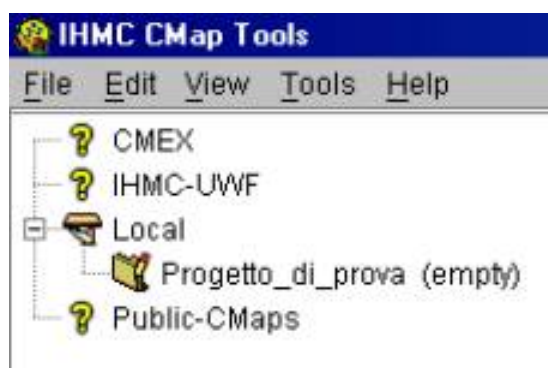 IHMC CMap Tools
File Edit View Tools Help
CMEX
IHMC-UWF
Local
Progetto_di_prova (empty)
Public-CMaps